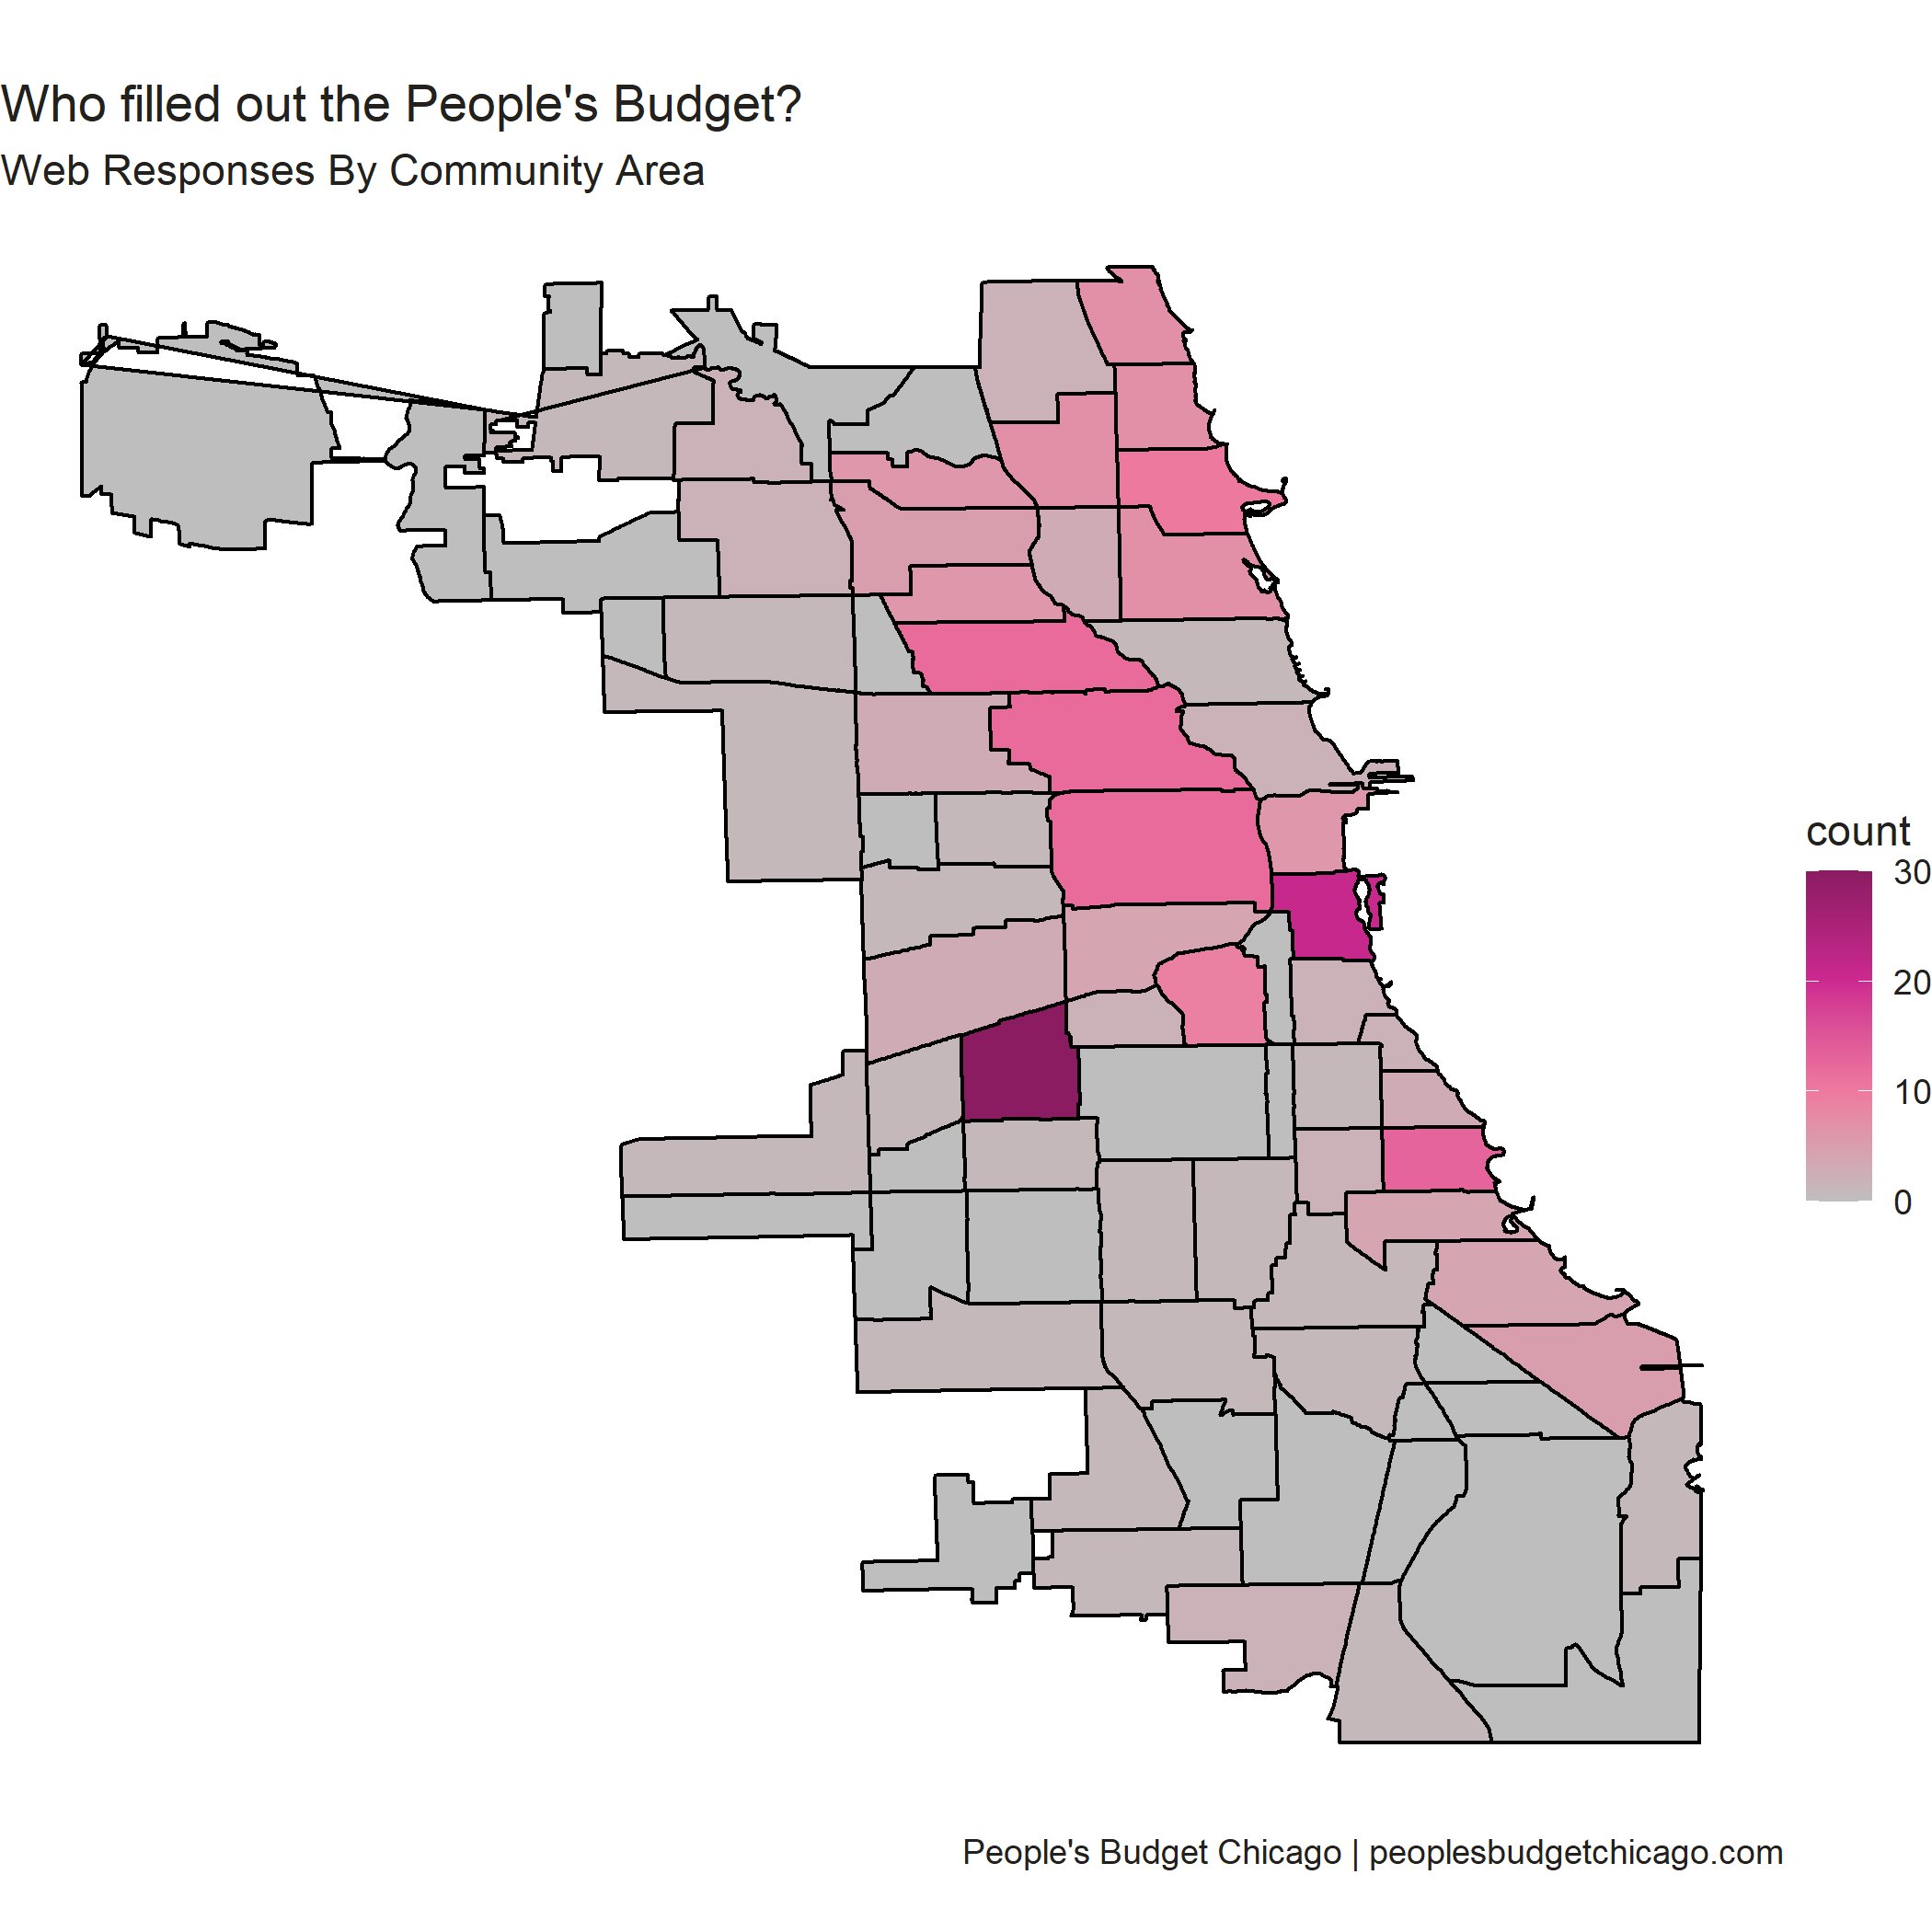 Who filled out the People's Budget?
Web Responses By Community Area
count
30
20
10
0
People's Budget Chicago | peoplesbudgetchicago.com